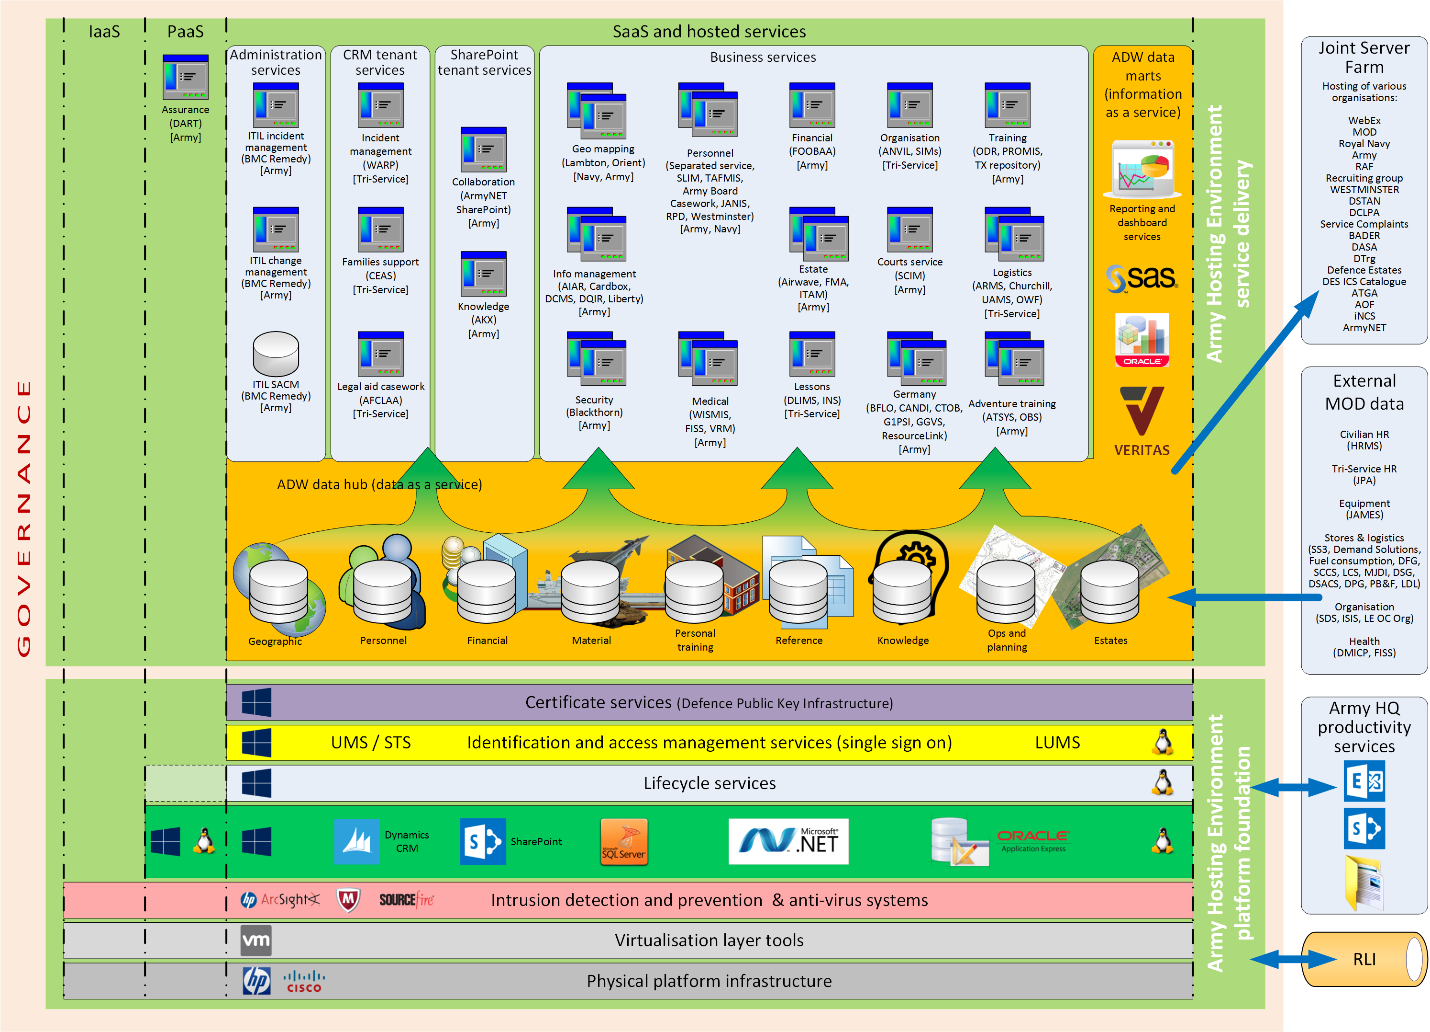 GOVERNANCE
IaaS
PaaS
SaaS and hosted services
Assurance
(DART)
[Army]
Administration
services
ITIL incident
management
(BMC Remedy)
[Army]
ITIL change
management
(BMC Remedy)
[Army]
ITIL SACM
(BMC Remedy)
[Army]
CRM tenant
services
Incident
management
(WARP)
[Tri-Service]
Families support
(CEAS)
[Tri-Service]
Legal aid casework
(AFCLAA)
[Tri-Service]
SharePoint
tenant services
Collaboration
(ArmyNET
SharePoint)
[Army]
Knowledge
(AKX)
[Army]
Business services
Geo mapping
(Lambton, Orient)
[Navy, Army]
Personnel
(Separated service,
SLIM, TAFMIS,
Army Board
Casework, JANIS,
RPD, Westminster)
[Army, Navy]
Financial
(FOOBAA)
[Army]
Organisation
(ANVIL, SIMs)
[Tri-Service]
Training
(ODR, PROMIS,
TX repository)
[Army]
Info management
(AIAR, Cardbox,
DCMS, DQIR, Liberty)
[Army]
Estate
(Airwave, FMA,
ITAM)
[Army]
Courts service
(SCIM)
[Army]
Logistics
(ARMS, Churchill,
UAMS, OWF)
[Tri-Service]
Security
(Blackthorn)
[Army]
Medical
(WISMIS,
FISS, VRM)
[Army]
Lessons
(DLIMS, INS)
[Tri-Service]
Germany
(BFLO, CANDI, CTOB,
G1PSI, GGVS,
ResourceLink)
[Army]
Adventure training
(ATSYS, OBS)
[Army]
ADW data
marts
(information
as a service)
Reporting and
dashboard
services
sas
ORACLE
VERITAS
Army Hosting Environment
service delivery
ADW data hub (data as a service)
Geographic
Personnel
Financial
Material
Personal
training
Reference
Knowledge
Ops and
planning
Estates
Certificate services (Defence Public Key Infrastructure)
UMS / STS
Identification and access management services (single sign on)
LUMS
Lifecycle services
Dynamics
CRM
S
SharePoint
Microsoft
SQL Server
Microsoft
.NET
ORACLE
Application Express
hp ArcSight
M
SOURCEfire
Intrusion detection and prevention & anti-virus systems
vm
Virtualisation layer tools
hp
CISCO
Physical platform infrastructure
Army Hosting Environment
platform foundation
Joint Server
Farm
Hosting of various
organisations:
WebEx
MOD
Royal Navy
Army
RAF
Recruiting group
WESTMINSTER
DSTAN
DCLPA
Service Complaints
BADER
DASA
DTrg
Defence Estates
DES ICS Catalogue
ATGA
AOF
iNCS
ArmyNET
External
MOD data
Civilian HR
(HRMS)
Tri-Service HR
(JPA)
Equipment
(JAMES)
Stores & logistics
(SS3, Demand Solutions,
Fuel consumption, DFG,
SCCS, LCS, MJDI, DSG,
DSACS, DPG, PB&F, LDL)
Organisation
(SDS, ISIS, LE OC Org)
Health
(DMICP, FISS)
Army HQ
productivity
services
E
S
RLI